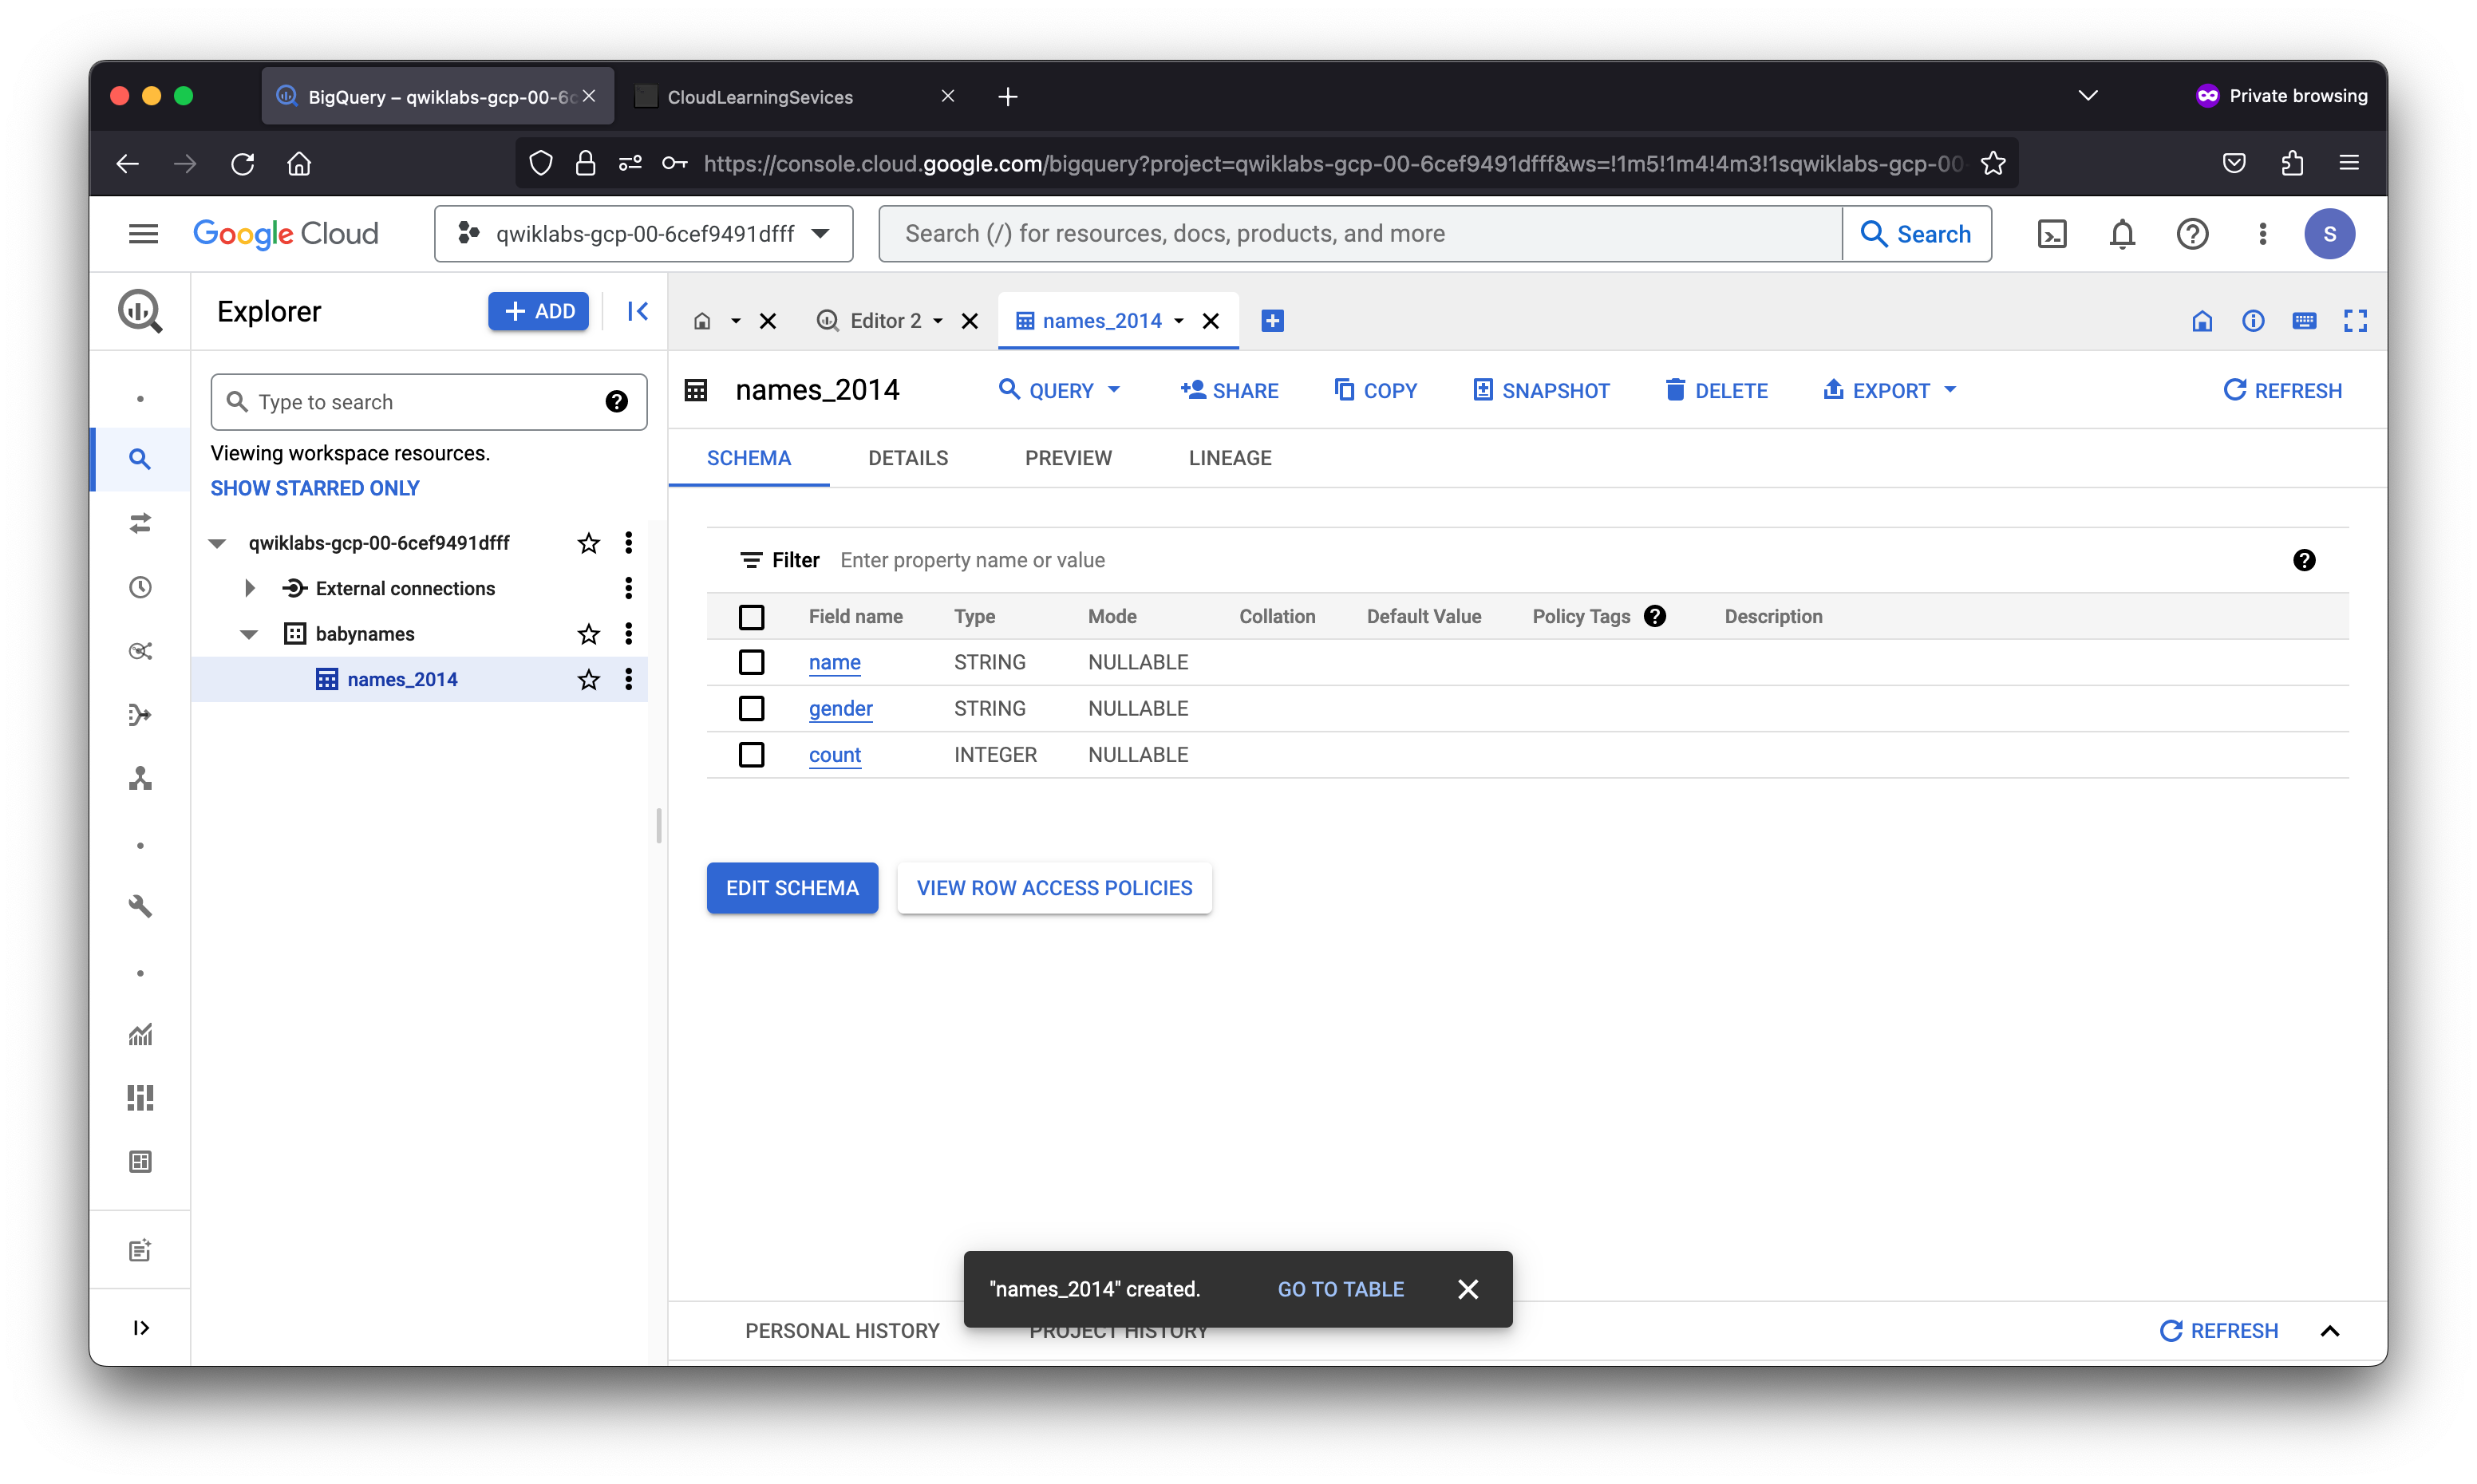 BigQuery – qwiklabs-gcp-00-6c
CloudLearningSevices
Private browsing
https://console.cloud.google.com/bigquery?project=qwiklabs-gcp-00-6cef9491dfff&ws=!1m5!1m4!4m3!1sqwiklabs-gcp-00-
Google Cloud
qwiklabs-gcp-00-6cef9491dfff
Search (/) for resources, docs, products, and more
Search
S
Explorer
+ ADD
Editor 2
names_2014
names_2014
QUERY
SHARE
COPY
SNAPSHOT
DELETE
EXPORT
REFRESH
Type to search
Viewing workspace resources.
SHOW STARRED ONLY
qwiklabs-gcp-00-6cef9491dfff
External connections
babynames
names_2014
SCHEMA DETAILS PREVIEW LINEAGE
Filter Enter property name or value
Field name Type Mode Collation Default Value Policy Tags Description
name STRING NULLABLE
gender STRING NULLABLE
count INTEGER NULLABLE
EDIT SCHEMA
VIEW ROW ACCESS POLICIES
"names_2014" created. GO TO TABLE
PERSONAL HISTORY PROJECT HISTORY REFRESH